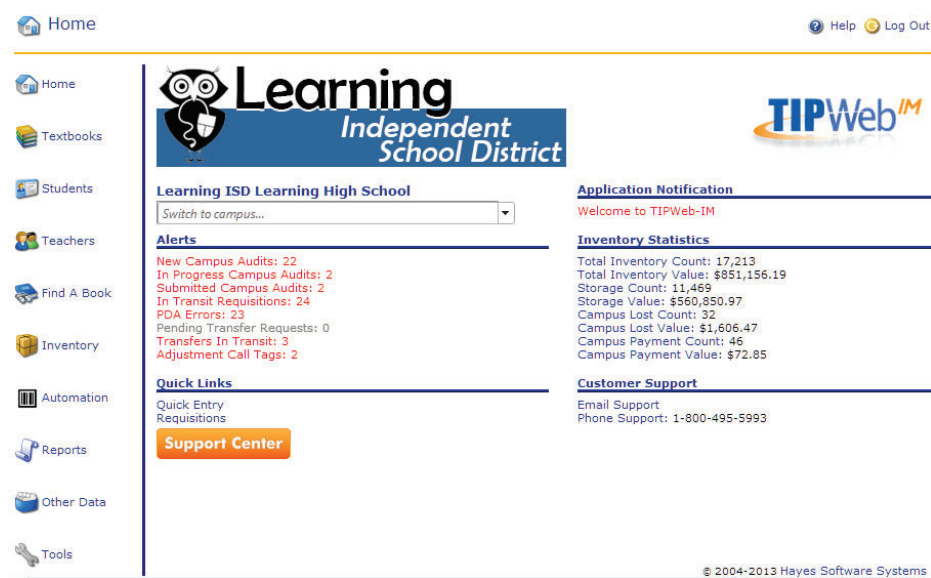 Home
Help Log Out
Home
Textbooks
Students
Teachers
Find A Book
Inventory
Automation
Reports
Other Data
Tools
Learning
Independent
School District
TIPWeb IM
Learning ISD Learning High School
Switch to campus...
Alerts
New Campus Audits: 22
In Progress Campus Audits: 2
Submitted Campus Audits: 2
In Transit Requisitions: 24
PDA Errors: 23
Pending Transfer Requests: 0
Transfers In Transit: 3
Adjustment Call Tags: 2
Quick Links
Quick Entry
Requisitions
Support Center
Application Notification
Welcome to TIPWeb-IM
Inventory Statistics
Total Inventory Count: 17,213
Total Inventory Value: $851,156.19
Storage Count: 11,469
Storage Value: $560,850.97
Campus Lost Count: 32
Campus Lost Value: $1,606.47
Campus Payment Count: 46
Campus Payment Value: $72.85
Customer Support
Email Support
Phone Support: 1-800-495-5993
© 2004-2013 Hayes Software Systems